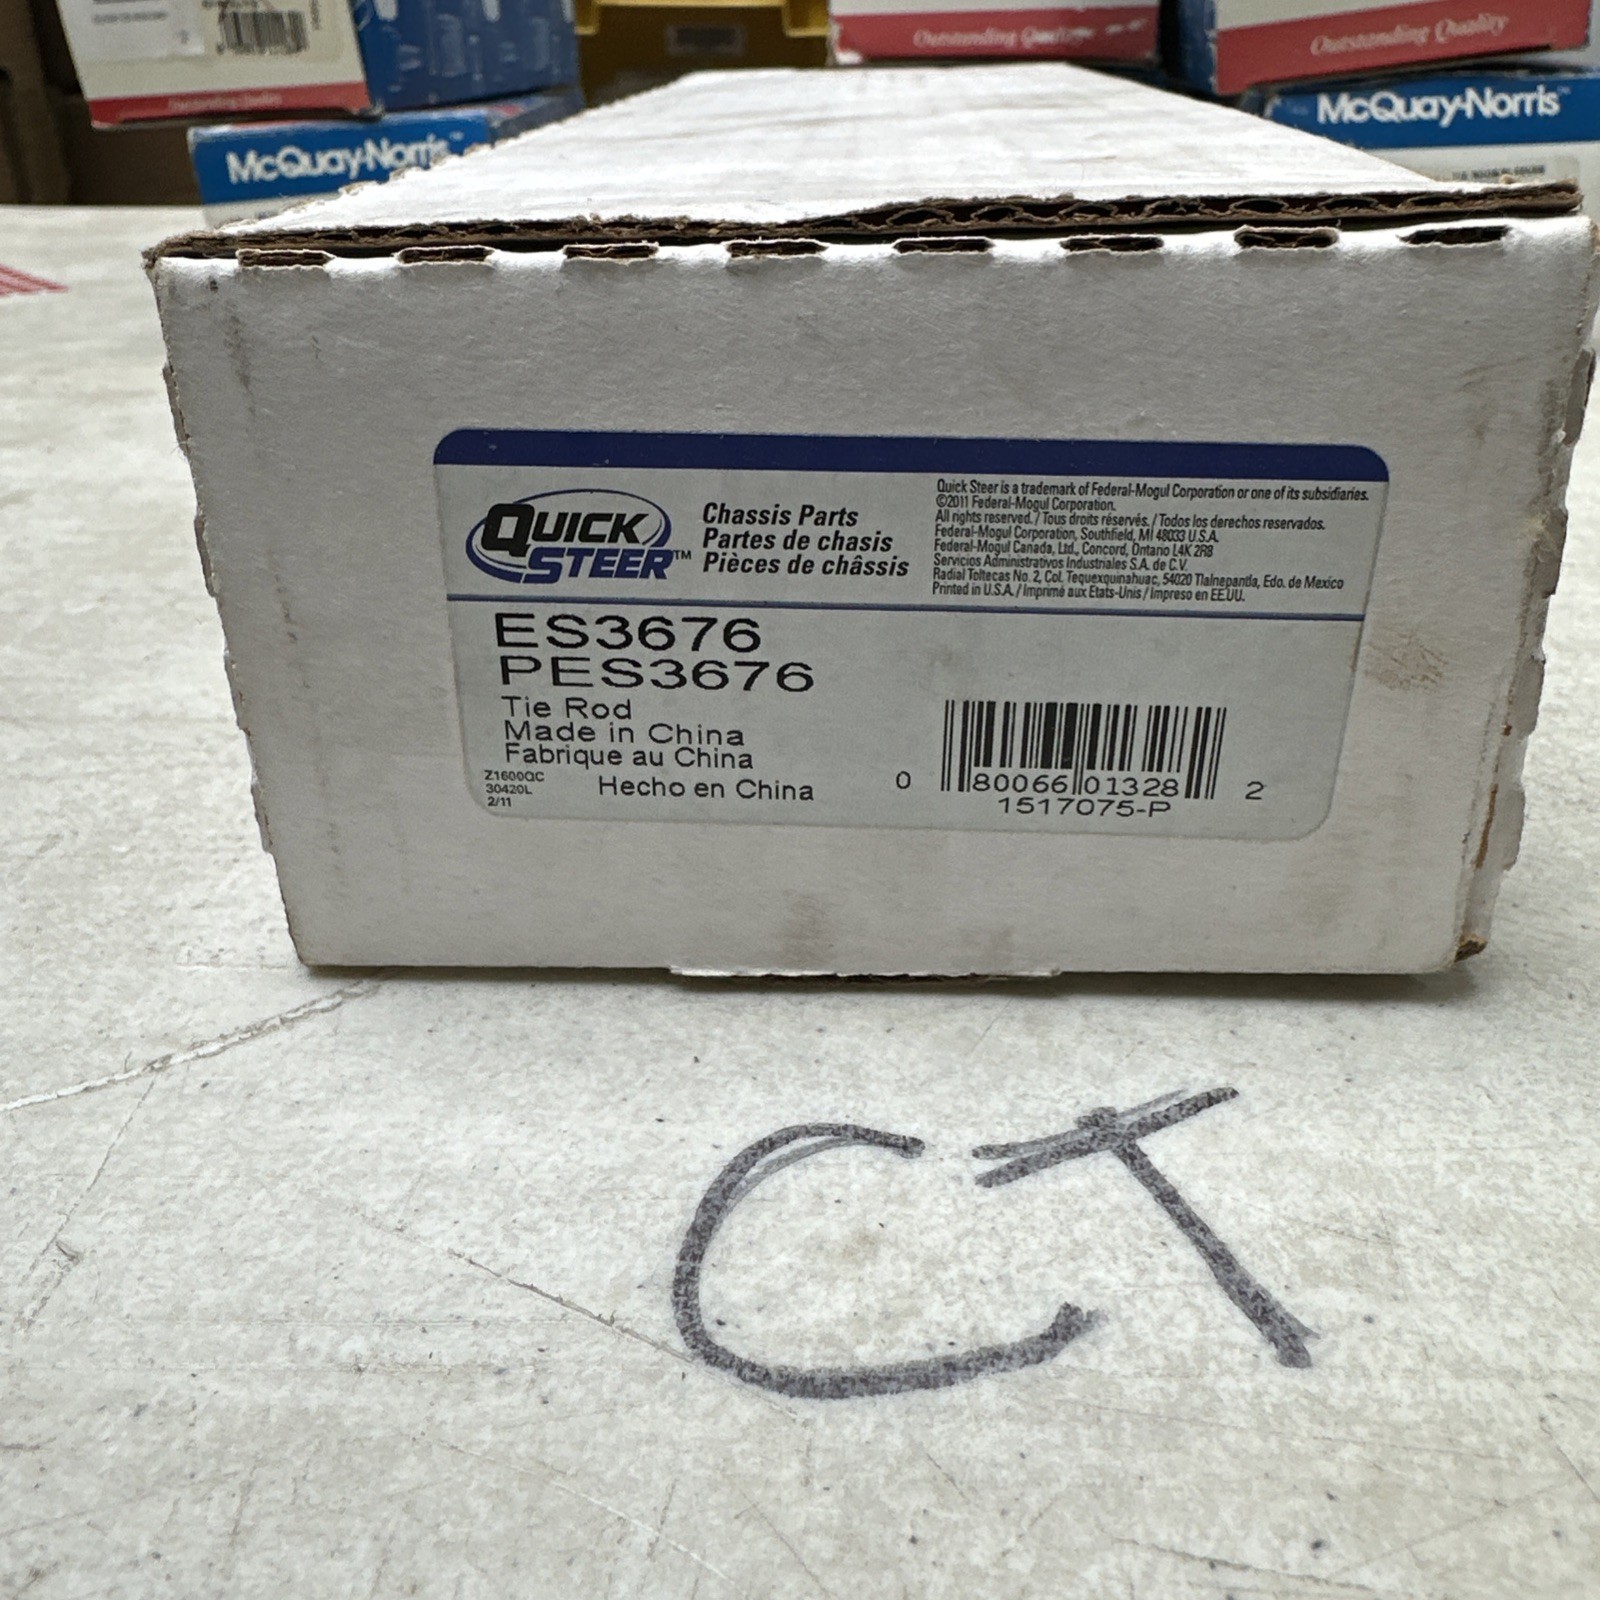 Outstanding Quality
Outstanding Quality
McQuay-Norris™
McQuay-Norris™
QUICK
STEER™
Chassis Parts
Partes de chasis
Pièces de châssis
Quick Steer is a trademark of Federal-Mogul Corporation or one of its subsidiaries.
©2011 Federal-Mogul Corporation.
All rights reserved. / Tous droits réservés. / Todos los derechos reservados.
Federal-Mogul Corporation, Southfield, MI 48033 U.S.A.
Federal-Mogul Canada, Ltd., Concord, Ontario L4K 2R8
Servicios Administrativos Industriales S.A. de C.V.
Radial Toltecas No. 2, Col. Tequexquinahuac, 54020 Tlalnepantla, Edo. de Mexico
Printed in U.S.A. / Imprimé aux Etats-Unis / Impreso en EE.UU.
ES3676
PES3676
Tie Rod
Made in China
Fabrique au China
Hecho en China
Z1600QC
30420L
2/11
0 80066 01328 2
1517075-P
CT